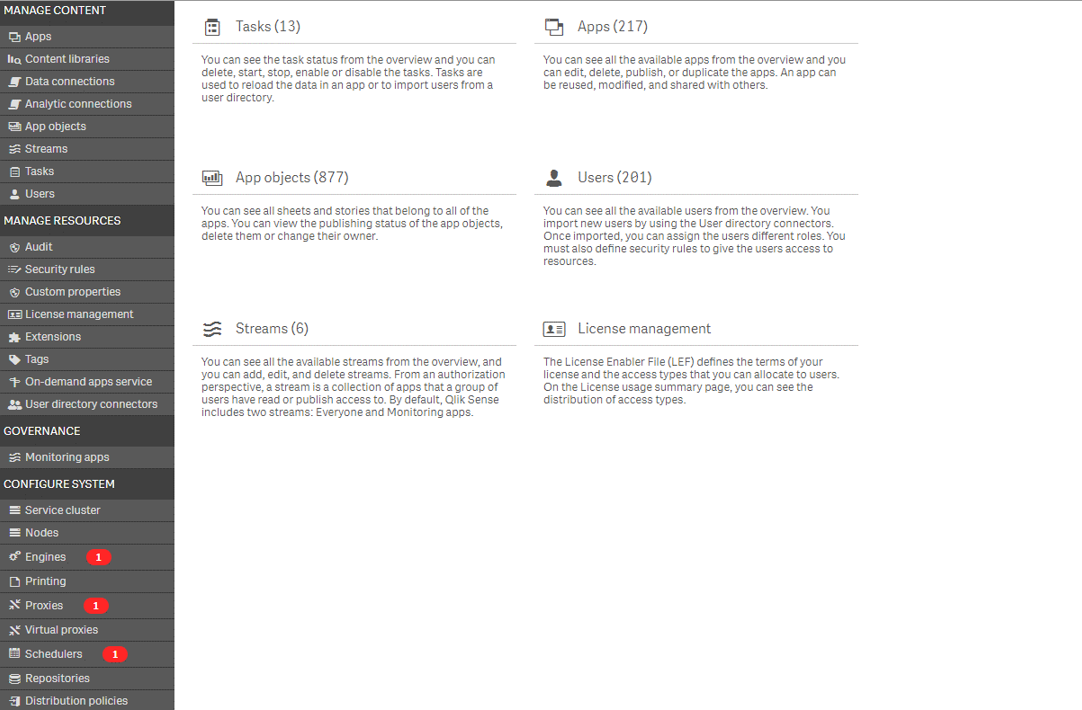 MANAGE CONTENT
Apps
Content libraries
Data connections
Analytic connections
App objects
Streams
Tasks
Users
MANAGE RESOURCES
Audit
Security rules
Custom properties
License management
Extensions
Tags
On-demand apps service
User directory connectors
GOVERNANCE
Monitoring apps
CONFIGURE SYSTEM
Service cluster
Nodes
Engines 1
Printing
Proxies 1
Virtual proxies
Schedulers 1
Repositories
Distribution policies
Tasks (13)
You can see the task status from the overview and you can
delete, start, stop, enable or disable the tasks. Tasks are
used to reload the data in an app or to import users from a
user directory.
Apps (217)
You can see all the available apps from the overview and you
can edit, delete, publish, or duplicate the apps. An app can
be reused, modified, and shared with others.
App objects (877)
You can see all sheets and stories that belong to all of the
apps. You can view the publishing status of the app objects,
delete them or change their owner.
Users (201)
You can see all the available users from the overview. You
import new users by using the User directory connectors.
Once imported, you can assign the users different roles. You
must also define security rules to give the users access to
resources.
Streams (6)
You can see all the available streams from the overview, and
you can add, edit, and delete streams. From an authorization
perspective, a stream is a collection of apps that a group of
users have read or publish access to. By default, Qlik Sense
includes two streams: Everyone and Monitoring apps.
License management
The License Enabler File (LEF) defines the terms of your
license and the access types that you can allocate to users.
On the License usage summary page, you can see the
distribution of access types.